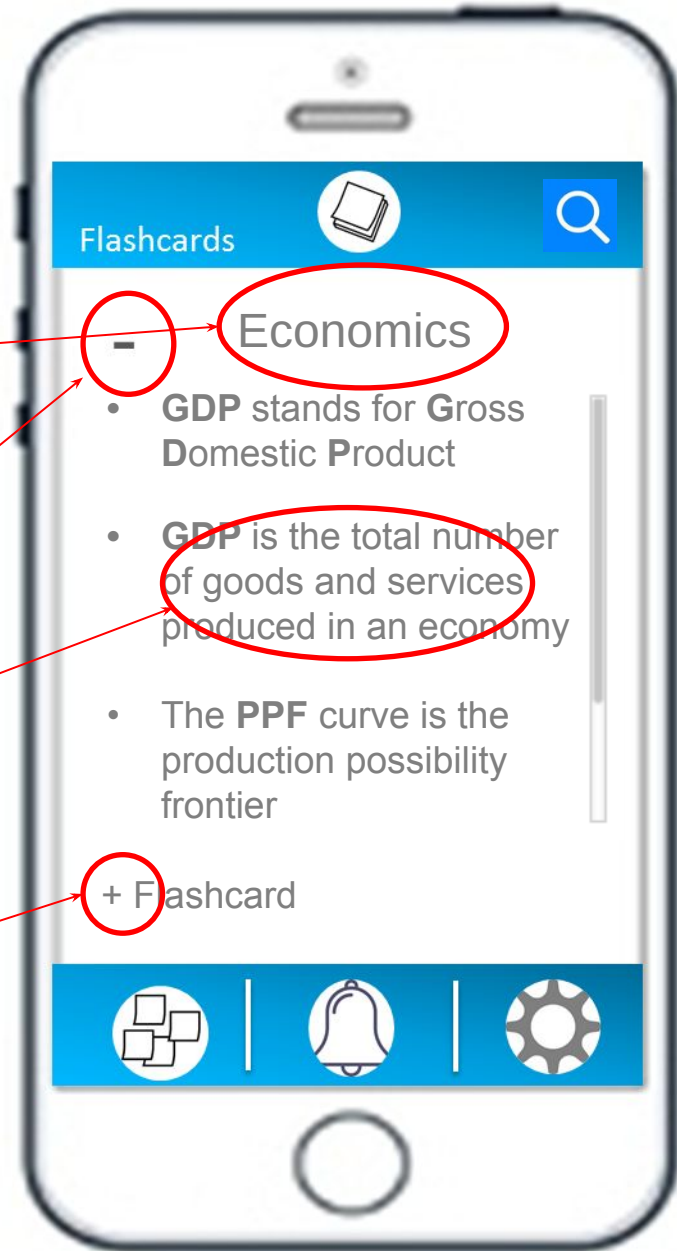 Flashcards
- Economics
• GDP stands for Gross
Domestic Product
• GDP is the total number
of goods and services
produced in an economy
• The PPF curve is the
production possibility
frontier
+ Flashcard